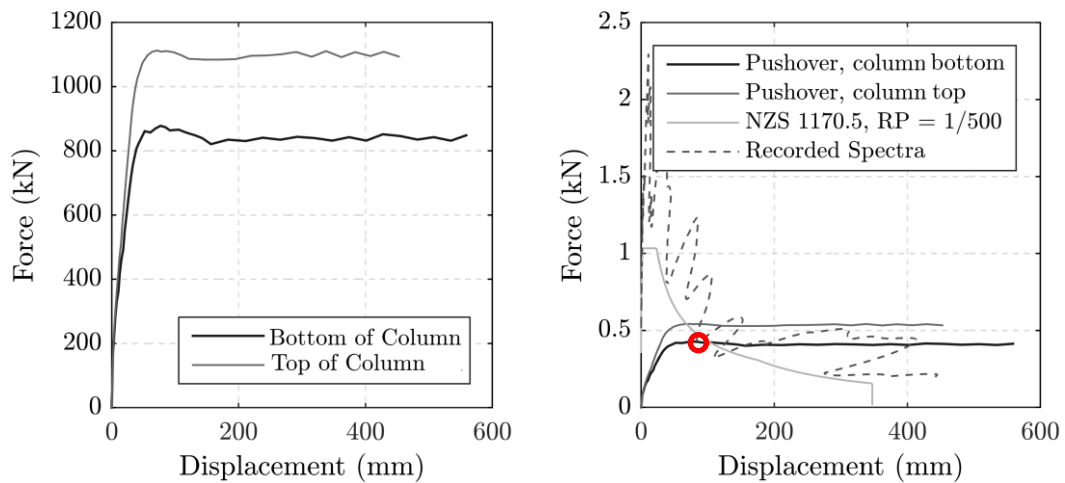 1200
1000
800
600
400
200
0
Force (kN)
Bottom of Column
Top of Column
0 200 400 600
Displacement (mm)
2.5
2
1.5
1
0.5
0
Force (kN)
Pushover, column bottom
Pushover, column top
NZS 1170.5, RP = 1/500
Recorded Spectra
0 200 400 600
Displacement (mm)